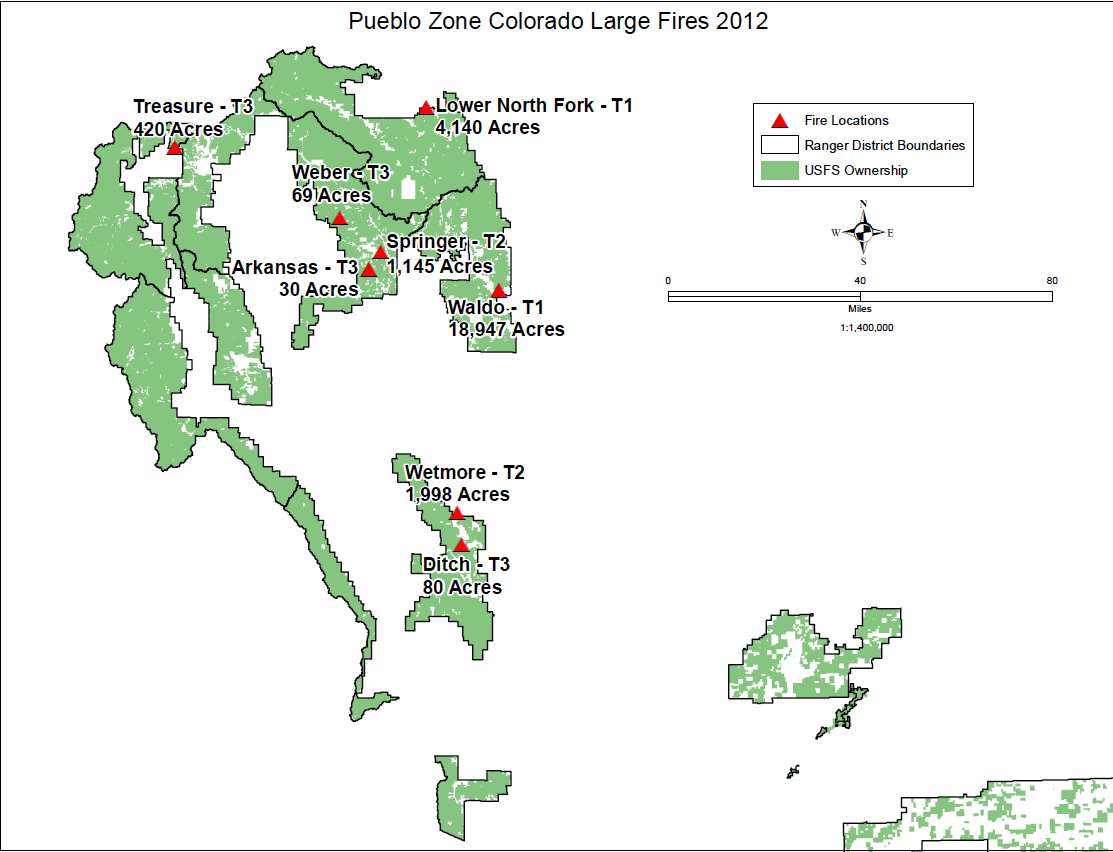 Pueblo Zone Colorado Large Fires 2012
Treasure - T3
420 Acres
Lower North Fork - T1
4,140 Acres
Weber - T3
69 Acres
Springer - T2
1,145 Acres
Arkansas - T3
30 Acres
Waldo - T1
18,947 Acres
Wetmore - T2
1,998 Acres
Ditch - T3
80 Acres
Fire Locations
Ranger District Boundaries
USFS Ownership
N
W E
S
0 40 80
Miles
1:1,400,000